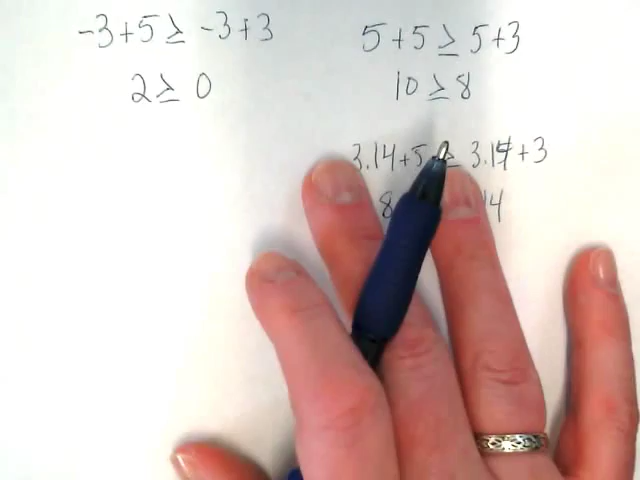 -3+5 ≥ -3+3
2 ≥ 0
5+5 ≥ 5+3
10 ≥ 8
3.14+5 ≥ 3.14+3
8 14